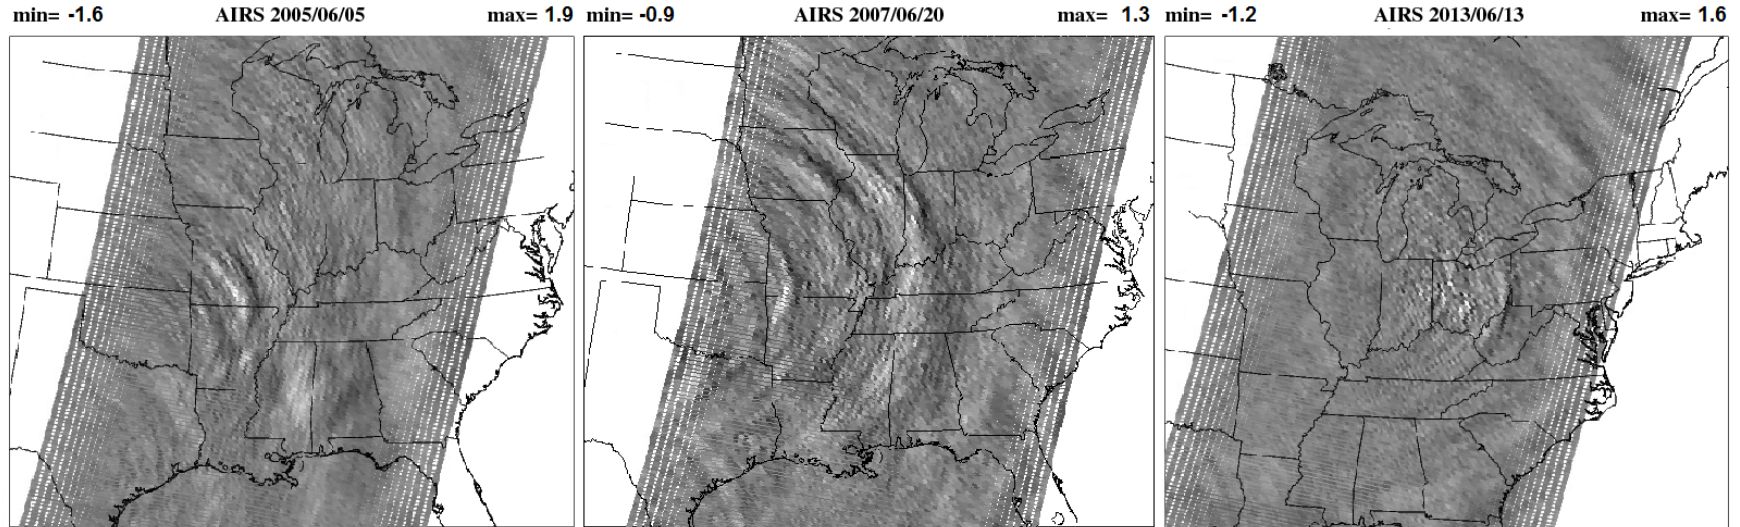 min= -1.6 AIRS 2005/06/05 max= 1.9
min= -0.9 AIRS 2007/06/20 max= 1.3
min= -1.2 AIRS 2013/06/13 max= 1.6